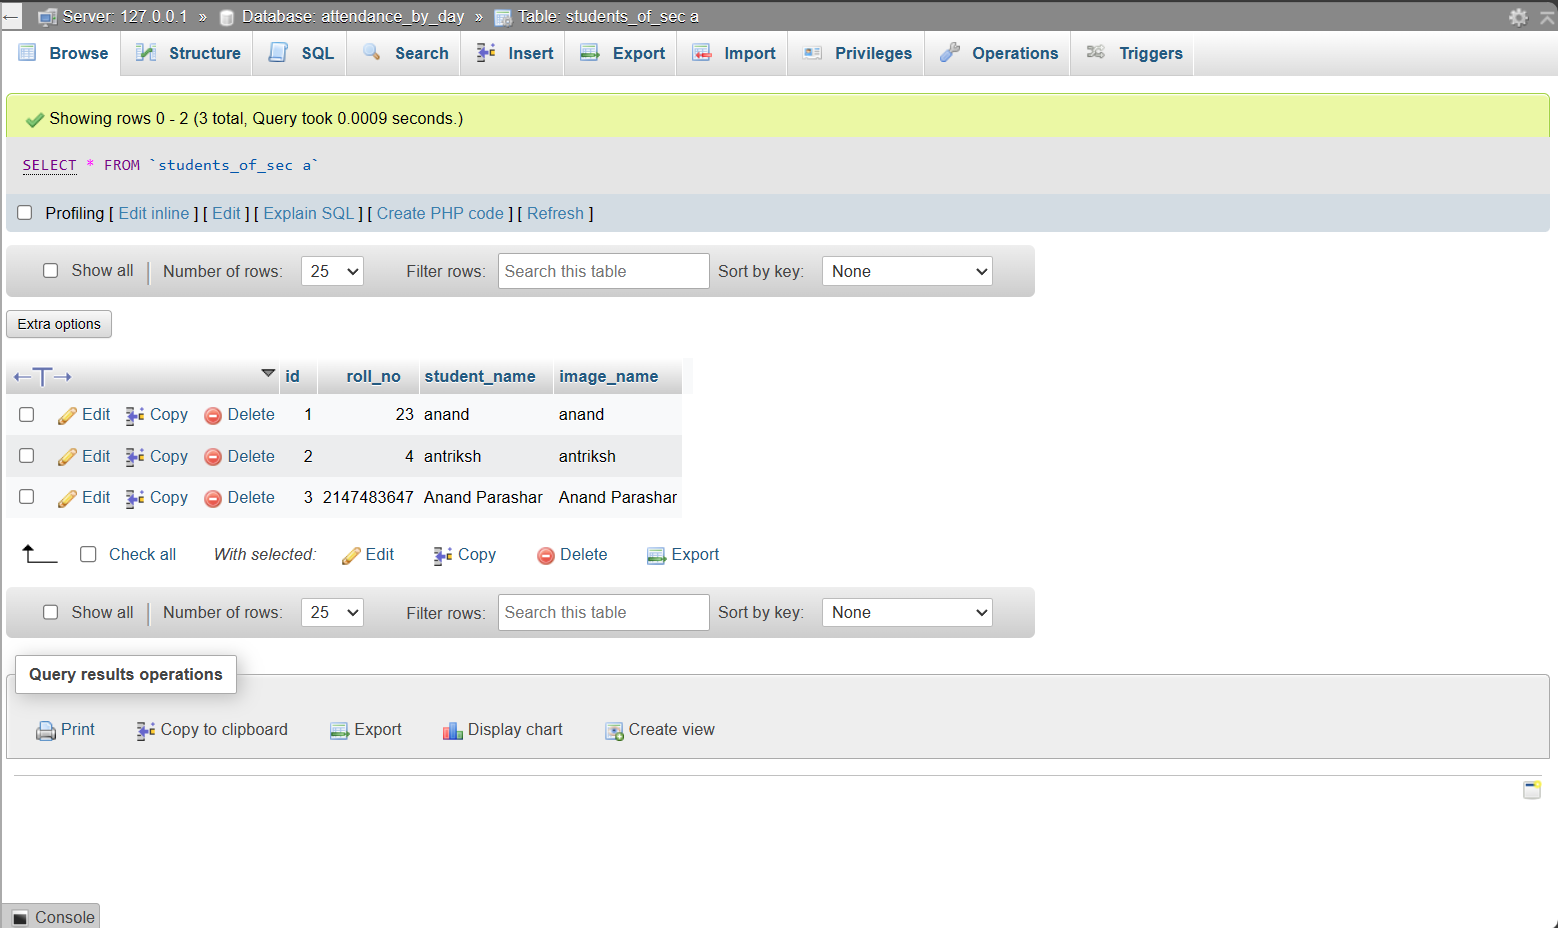 Server: 127.0.0.1 » Database: attendance_by_day » Table: students_of_sec a
Browse Structure SQL Search Insert Export Import Privileges Operations Triggers
Showing rows 0 - 2 (3 total, Query took 0.0009 seconds.)
SELECT * FROM `students_of_sec a`
Profiling [ Edit inline ] [ Edit ] [ Explain SQL ] [ Create PHP code ] [ Refresh ]
Show all | Number of rows: 25 Filter rows: Search this table Sort by key: None
Extra options
←T→ id roll_no student_name image_name
Edit Copy Delete 1 23 anand anand
Edit Copy Delete 2 4 antriksh antriksh
Edit Copy Delete 3 2147483647 Anand Parashar Anand Parashar
Check all With selected: Edit Copy Delete Export
Show all | Number of rows: 25 Filter rows: Search this table Sort by key: None
Query results operations
Print Copy to clipboard Export Display chart Create view
Console